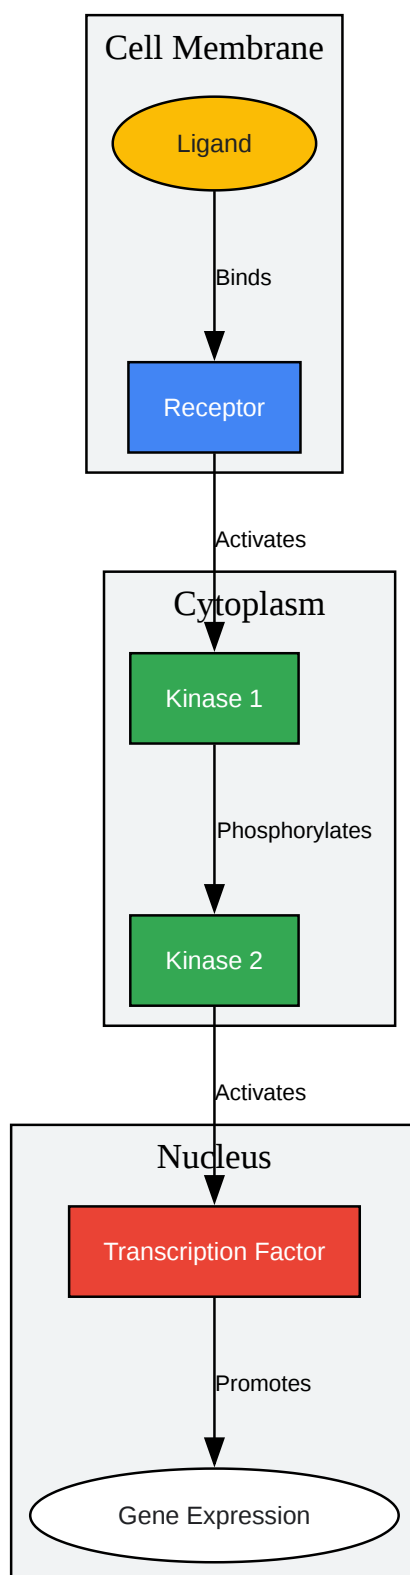 Cell Membrane
Ligand
Binds
Receptor
Activates
Cytoplasm
Kinase 1
Phosphorylates
Kinase 2
Activates
Nucleus
Transcription Factor
Promotes
Gene Expression